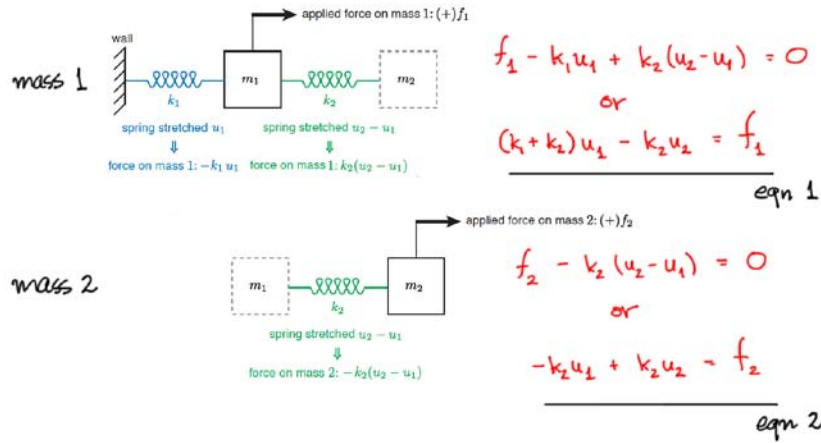 applied force on mass 1: (+)f₁
wall
mass 1
m₁
m₂
k₁
k₂
spring stretched u₁
spring stretched u₂ − u₁
⇓
⇓
force on mass 1: −k₁ u₁
force on mass 1: k₂(u₂ − u₁)
f₁ − k₁u₁ + k₂(u₂−u₁) = 0
or
(k₁+k₂)u₁ − k₂u₂ = f₁
eqn 1
applied force on mass 2: (+)f₂
mass 2
m₁
m₂
k₂
spring stretched u₂ − u₁
⇓
force on mass 2: −k₂(u₂ − u₁)
f₂ − k₂ (u₂−u₁) = 0
or
−k₂u₁ + k₂u₂ = f₂
eqn 2